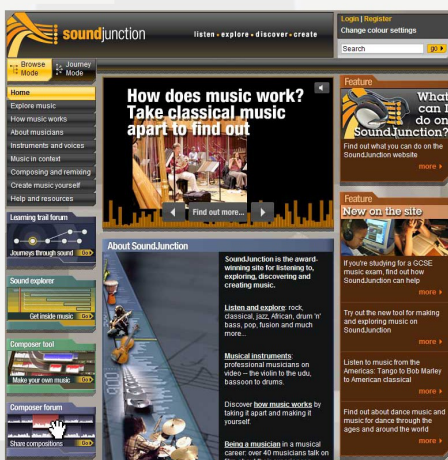 soundjunction
listen • explore • discover • create
Login | Register
Change colour settings
Search
go
Browse
Mode
Journey
Mode
Home
Explore music
How music works
About musicians
Instruments and voices
Music in context
Composing and remixing
Create music yourself
Help and resources
Learning trail forum
Journeys through sound
Go
Sound explorer
Get inside music
Go
Composer tool
Make your own music
Go
Composer forum
Share compositions
Go
How does music work?
Take classical music
apart to find out
Find out more...
About SoundJunction
SoundJunction is the award-
winning site for listening to,
exploring, discovering and
creating music.
Listen and explore: rock,
classical, jazz, African, drum 'n'
bass, pop, fusion and much
more...
Musical instruments:
professional musicians on
video -- the violin to the udu,
bassoon to drums.
Discover how music works by
taking it apart and making it
yourself.
Being a musician in a musical
career: over 40 musicians talk on
Feature
What
can I
do on
SoundJunction?
Find out what you can do on the
SoundJunction website
more
Feature
New on the site
If you're studying for a GCSE
music exam, find out how
SoundJunction can help
more
Try out the new tool for making
and exploring music on
SoundJunction
more
Listen to music from the
Americas: Tango to Bob Marley
to American classical
more
Find out about dance music and
music for dance through the
ages and around the world
more